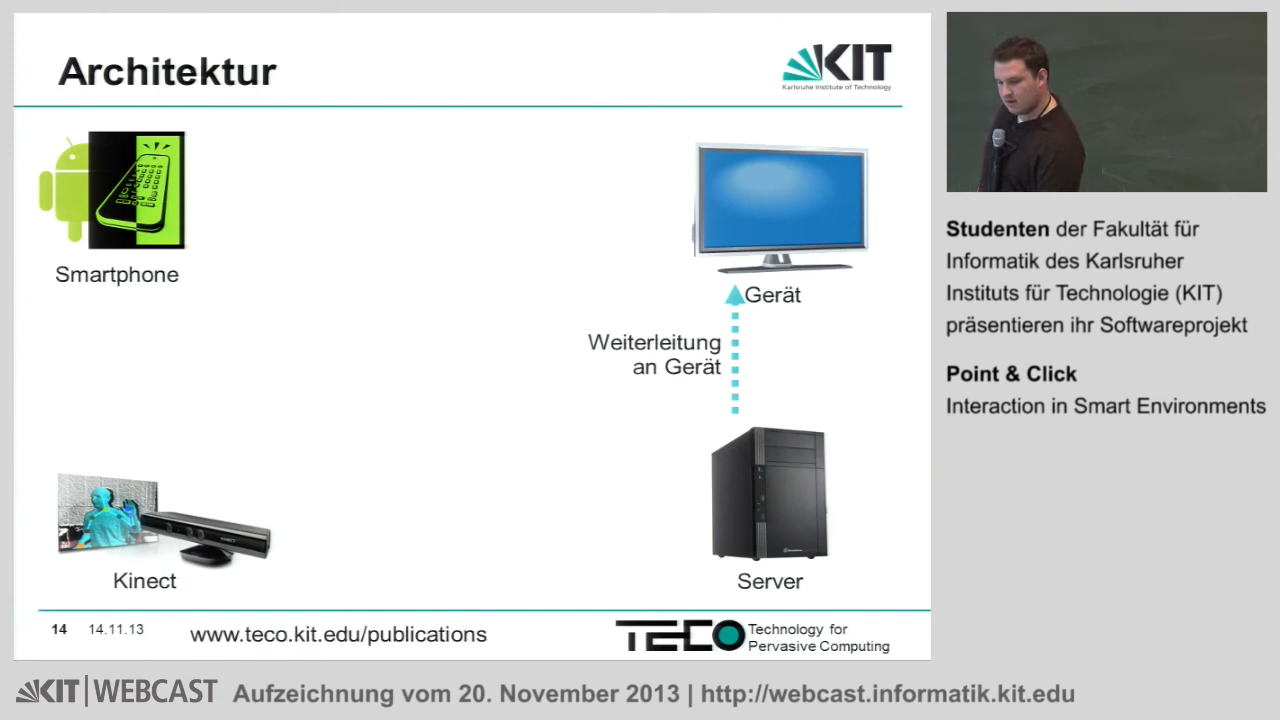 Architektur
KIT
Karlsruhe Institute of Technology
Smartphone
Gerät
Weiterleitung
an Gerät
KINECT
Kinect
Server
14 14.11.13 www.teco.kit.edu/publications
TECO Technology for
Pervasive Computing
Studenten der Fakultät für
Informatik des Karlsruher
Instituts für Technologie (KIT)
präsentieren ihr Softwareprojekt
Point & Click
Interaction in Smart Environments
KIT | WEBCAST Aufzeichnung vom 20. November 2013 | http://webcast.informatik.kit.edu